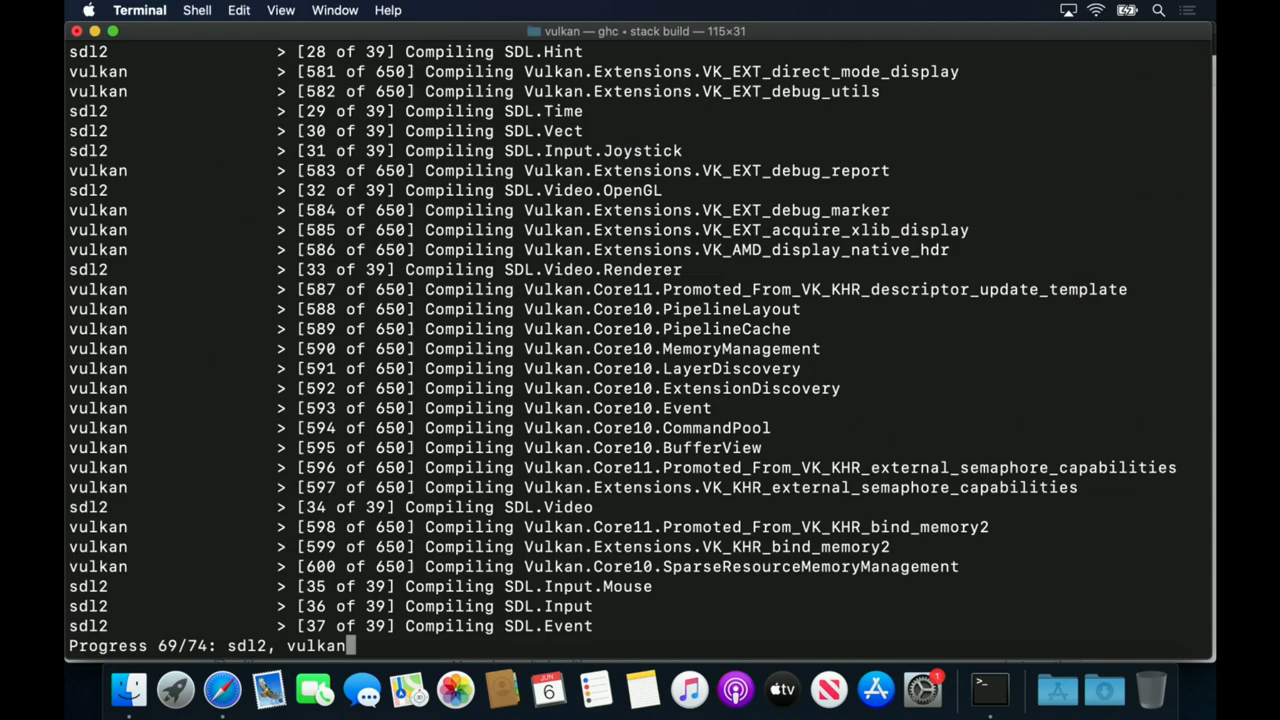 Terminal Shell Edit View Window Help
vulkan — ghc • stack build — 115×31
sdl2 > [28 of 39] Compiling SDL.Hint
vulkan > [581 of 650] Compiling Vulkan.Extensions.VK_EXT_direct_mode_display
vulkan > [582 of 650] Compiling Vulkan.Extensions.VK_EXT_debug_utils
sdl2 > [29 of 39] Compiling SDL.Time
sdl2 > [30 of 39] Compiling SDL.Vect
sdl2 > [31 of 39] Compiling SDL.Input.Joystick
vulkan > [583 of 650] Compiling Vulkan.Extensions.VK_EXT_debug_report
sdl2 > [32 of 39] Compiling SDL.Video.OpenGL
vulkan > [584 of 650] Compiling Vulkan.Extensions.VK_EXT_debug_marker
vulkan > [585 of 650] Compiling Vulkan.Extensions.VK_EXT_acquire_xlib_display
vulkan > [586 of 650] Compiling Vulkan.Extensions.VK_AMD_display_native_hdr
sdl2 > [33 of 39] Compiling SDL.Video.Renderer
vulkan > [587 of 650] Compiling Vulkan.Core11.Promoted_From_VK_KHR_descriptor_update_template
vulkan > [588 of 650] Compiling Vulkan.Core10.PipelineLayout
vulkan > [589 of 650] Compiling Vulkan.Core10.PipelineCache
vulkan > [590 of 650] Compiling Vulkan.Core10.MemoryManagement
vulkan > [591 of 650] Compiling Vulkan.Core10.LayerDiscovery
vulkan > [592 of 650] Compiling Vulkan.Core10.ExtensionDiscovery
vulkan > [593 of 650] Compiling Vulkan.Core10.Event
vulkan > [594 of 650] Compiling Vulkan.Core10.CommandPool
vulkan > [595 of 650] Compiling Vulkan.Core10.BufferView
vulkan > [596 of 650] Compiling Vulkan.Core11.Promoted_From_VK_KHR_external_semaphore_capabilities
vulkan > [597 of 650] Compiling Vulkan.Extensions.VK_KHR_external_semaphore_capabilities
sdl2 > [34 of 39] Compiling SDL.Video
vulkan > [598 of 650] Compiling Vulkan.Core11.Promoted_From_VK_KHR_bind_memory2
vulkan > [599 of 650] Compiling Vulkan.Extensions.VK_KHR_bind_memory2
vulkan > [600 of 650] Compiling Vulkan.Core10.SparseResourceMemoryManagement
sdl2 > [35 of 39] Compiling SDL.Input.Mouse
sdl2 > [36 of 39] Compiling SDL.Input
sdl2 > [37 of 39] Compiling SDL.Event
Progress 69/74: sdl2, vulkan
JUN
6
tv
1
>_